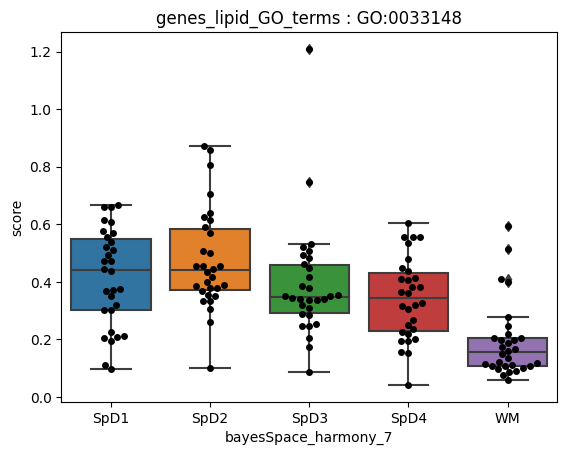 genes_lipid_GO_terms : GO:0033148
1.2
1.0
0.8
0.6
0.4
0.2
0.0
score
SpD1 SpD2 SpD3 SpD4 WM
bayesSpace_harmony_7